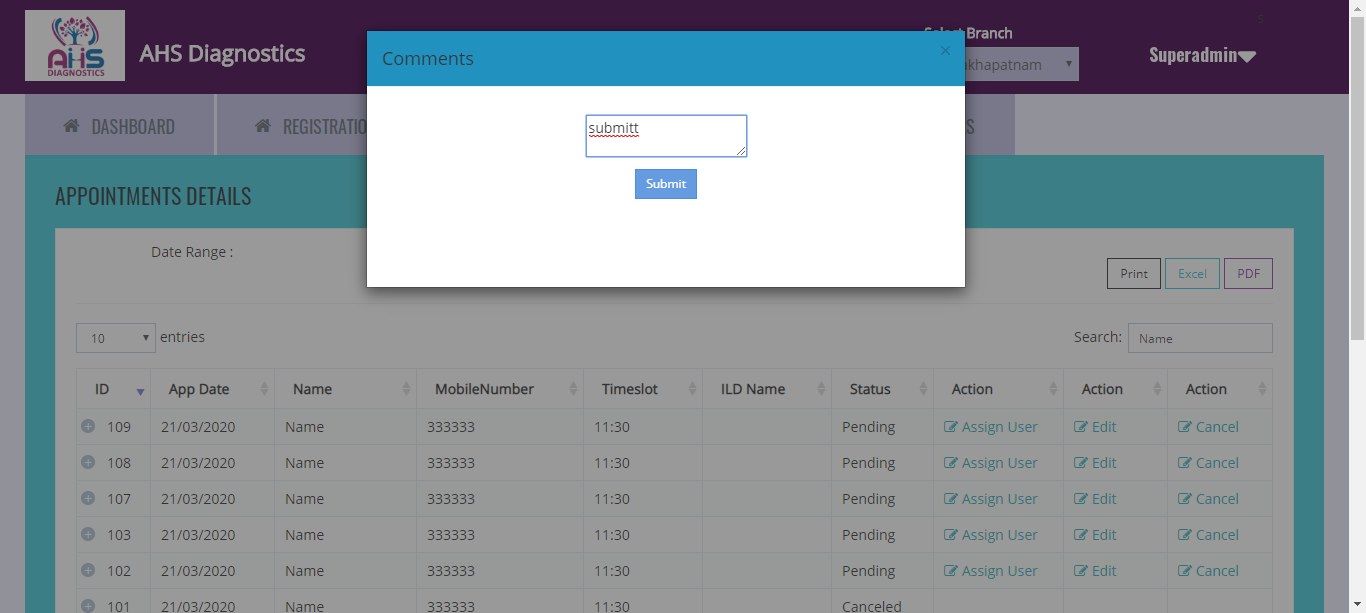 AHS
DIAGNOSTICS
AHS Diagnostics
Branch
khapatnam
Superadmin
Comments
×
submitt
Submit
DASHBOARD
REGISTRATIO
S
APPOINTMENTS DETAILS
Date Range :
Print Excel PDF
10 entries
Search: Name
ID App Date Name MobileNumber Timeslot ILD Name Status Action Action Action
109 21/03/2020 Name 333333 11:30 Pending Assign User Edit Cancel
108 21/03/2020 Name 333333 11:30 Pending Assign User Edit Cancel
107 21/03/2020 Name 333333 11:30 Pending Assign User Edit Cancel
103 21/03/2020 Name 333333 11:30 Pending Assign User Edit Cancel
102 21/03/2020 Name 333333 11:30 Pending Assign User Edit Cancel
101 21/03/2020 Name 333333 11:30 Canceled